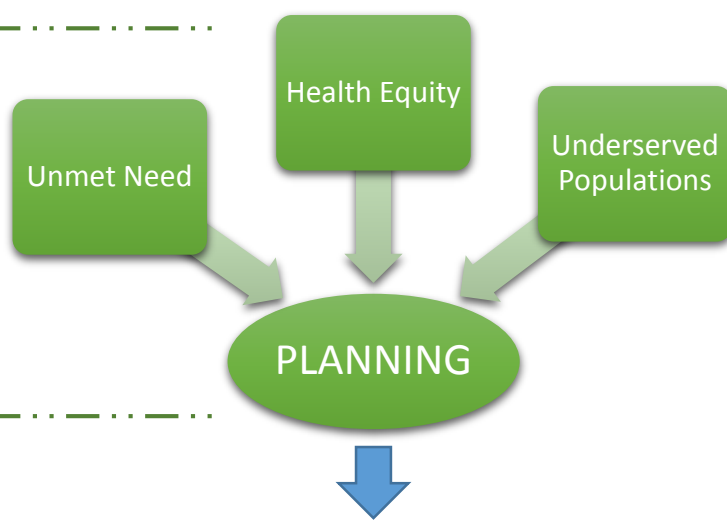 Health Equity
Unmet Need
Underserved
Populations
PLANNING